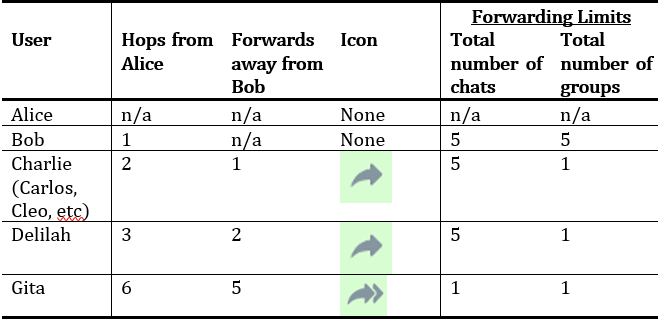 Forwarding Limits
User Hops from Forwards Icon Total Total
Alice away from number of number of
Bob chats groups
Alice n/a n/a None n/a n/a
Bob 1 n/a None 5 5
Charlie 2 1 5 1
(Carlos,
Cleo, etc)
Delilah 3 2 5 1
Gita 6 5 1 1